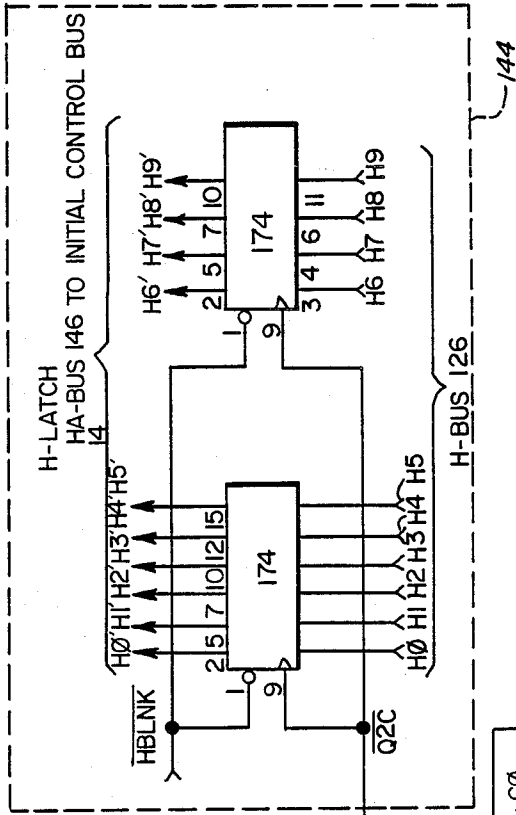 H-LATCH
HA-BUS 146 TO INITIAL CONTROL BUS
14
HØ' H1' H2' H3' H4' H5'
H6' H7' H8' H9'
2 5 7 10 12 15
2 5 7 10
1
174
9
1
174
9
3 4 6 11
HØ H1 H2 H3 H4 H5
H6 H7 H8 H9
HBLNK
Q2C
H-BUS 126
144
CØ